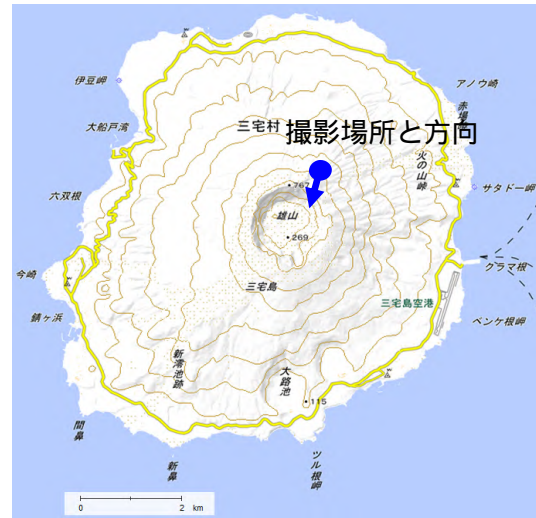 伊豆岬
アノウ崎
赤場
大船戸湾
三宅村
撮影場所と方向
火の山峠
サタドー岬
767
六双根
雄山
269
グラマ根
今崎
三宅島
三宅島空港
錆ヶ浜
ベンケ根岬
新澪池跡
大路池
115
間鼻
新鼻
ツル根岬
0 2 km